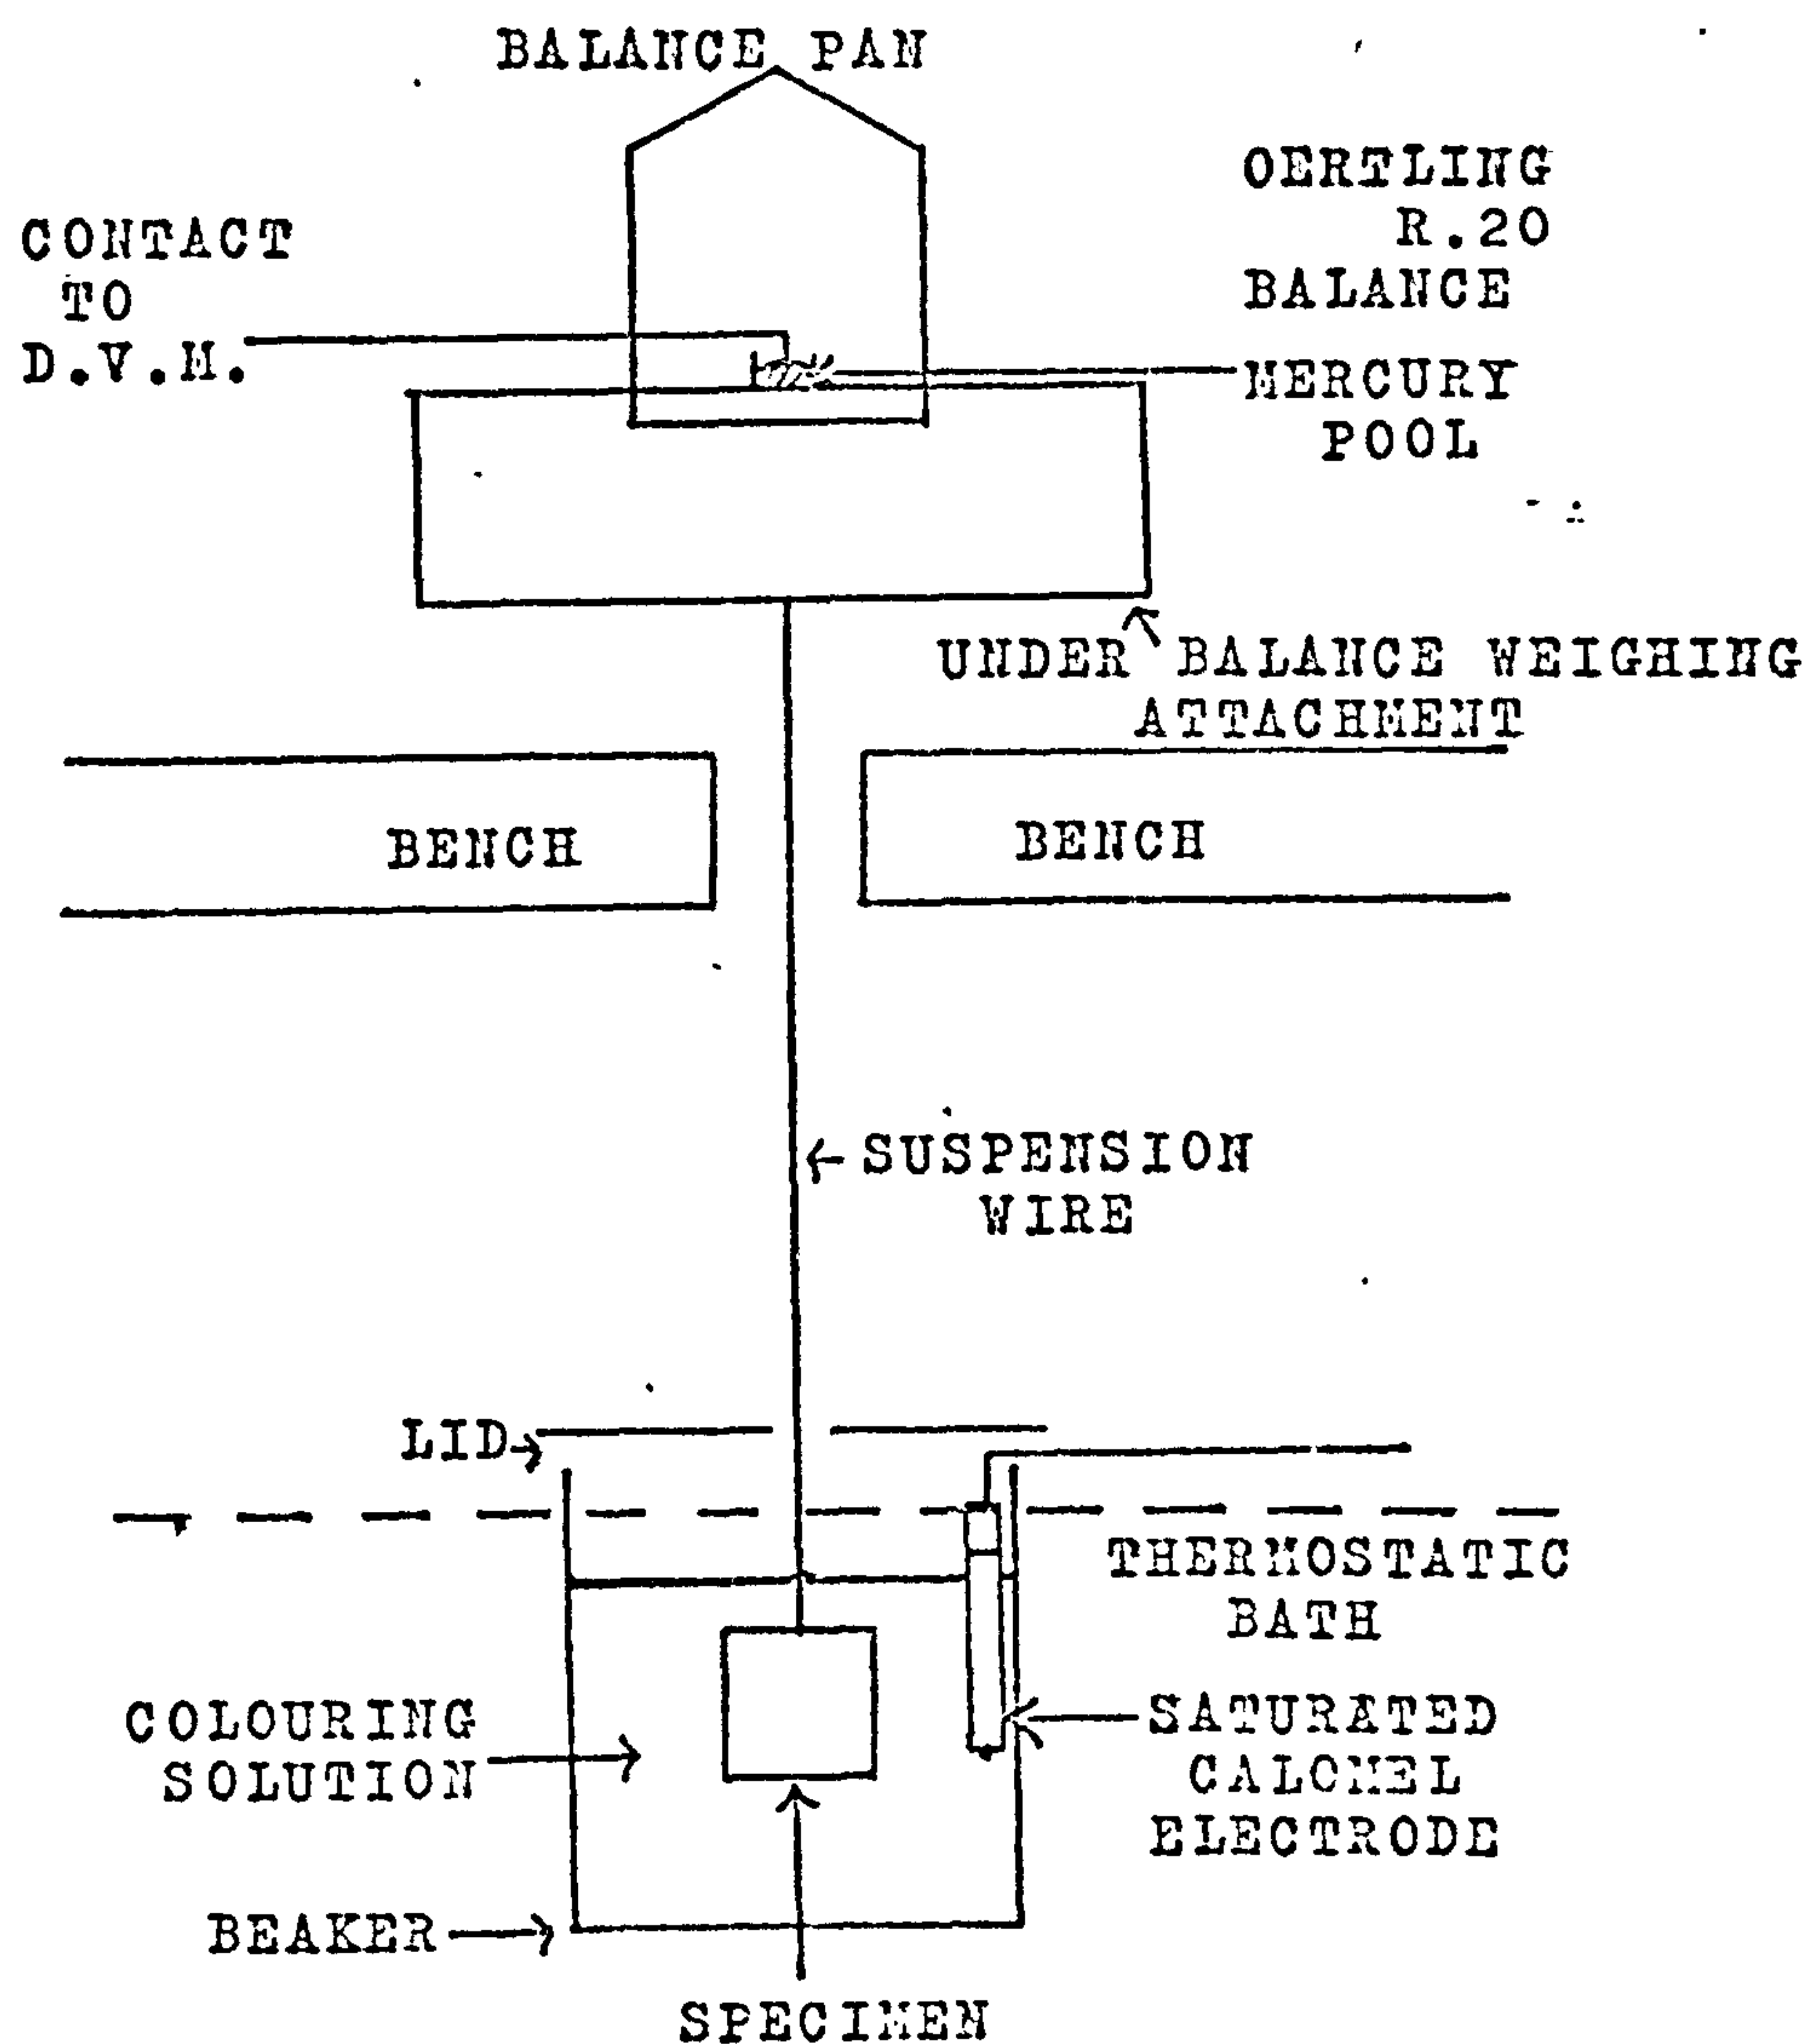 BALANCE PAN
OERTLING
R.20
BALANCE
CONTACT
TO
D.V.M.
MERCURY
POOL
UNDER BALANCE WEIGHING
ATTACHMENT
BENCH
BENCH
SUSPENSION
WIRE
LID
THERMOSTATIC
BATH
COLOURING
SOLUTION
SATURATED
CALOMEL
ELECTRODE
BEAKER
SPECIMEN